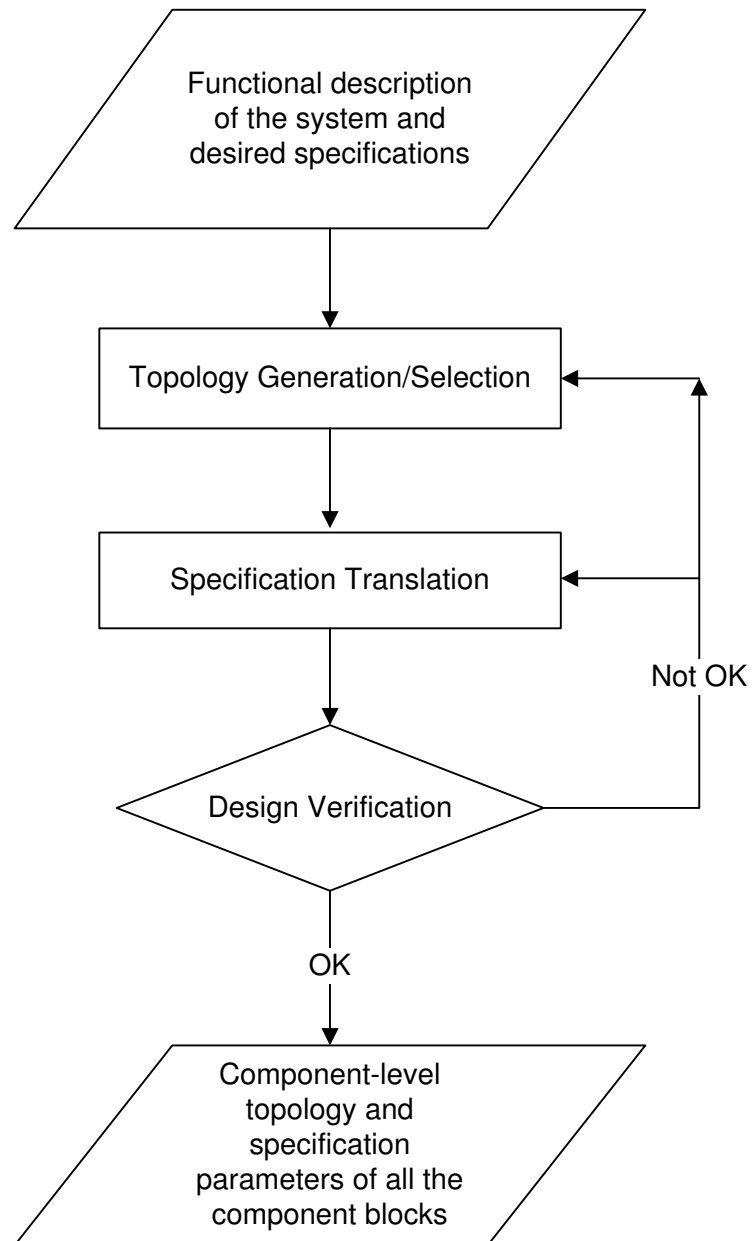 Functional description
of the system and
desired specifications
Topology Generation/Selection
Specification Translation
Not OK
Design Verification
OK
Component-level
topology and
specification
parameters of all the
component blocks